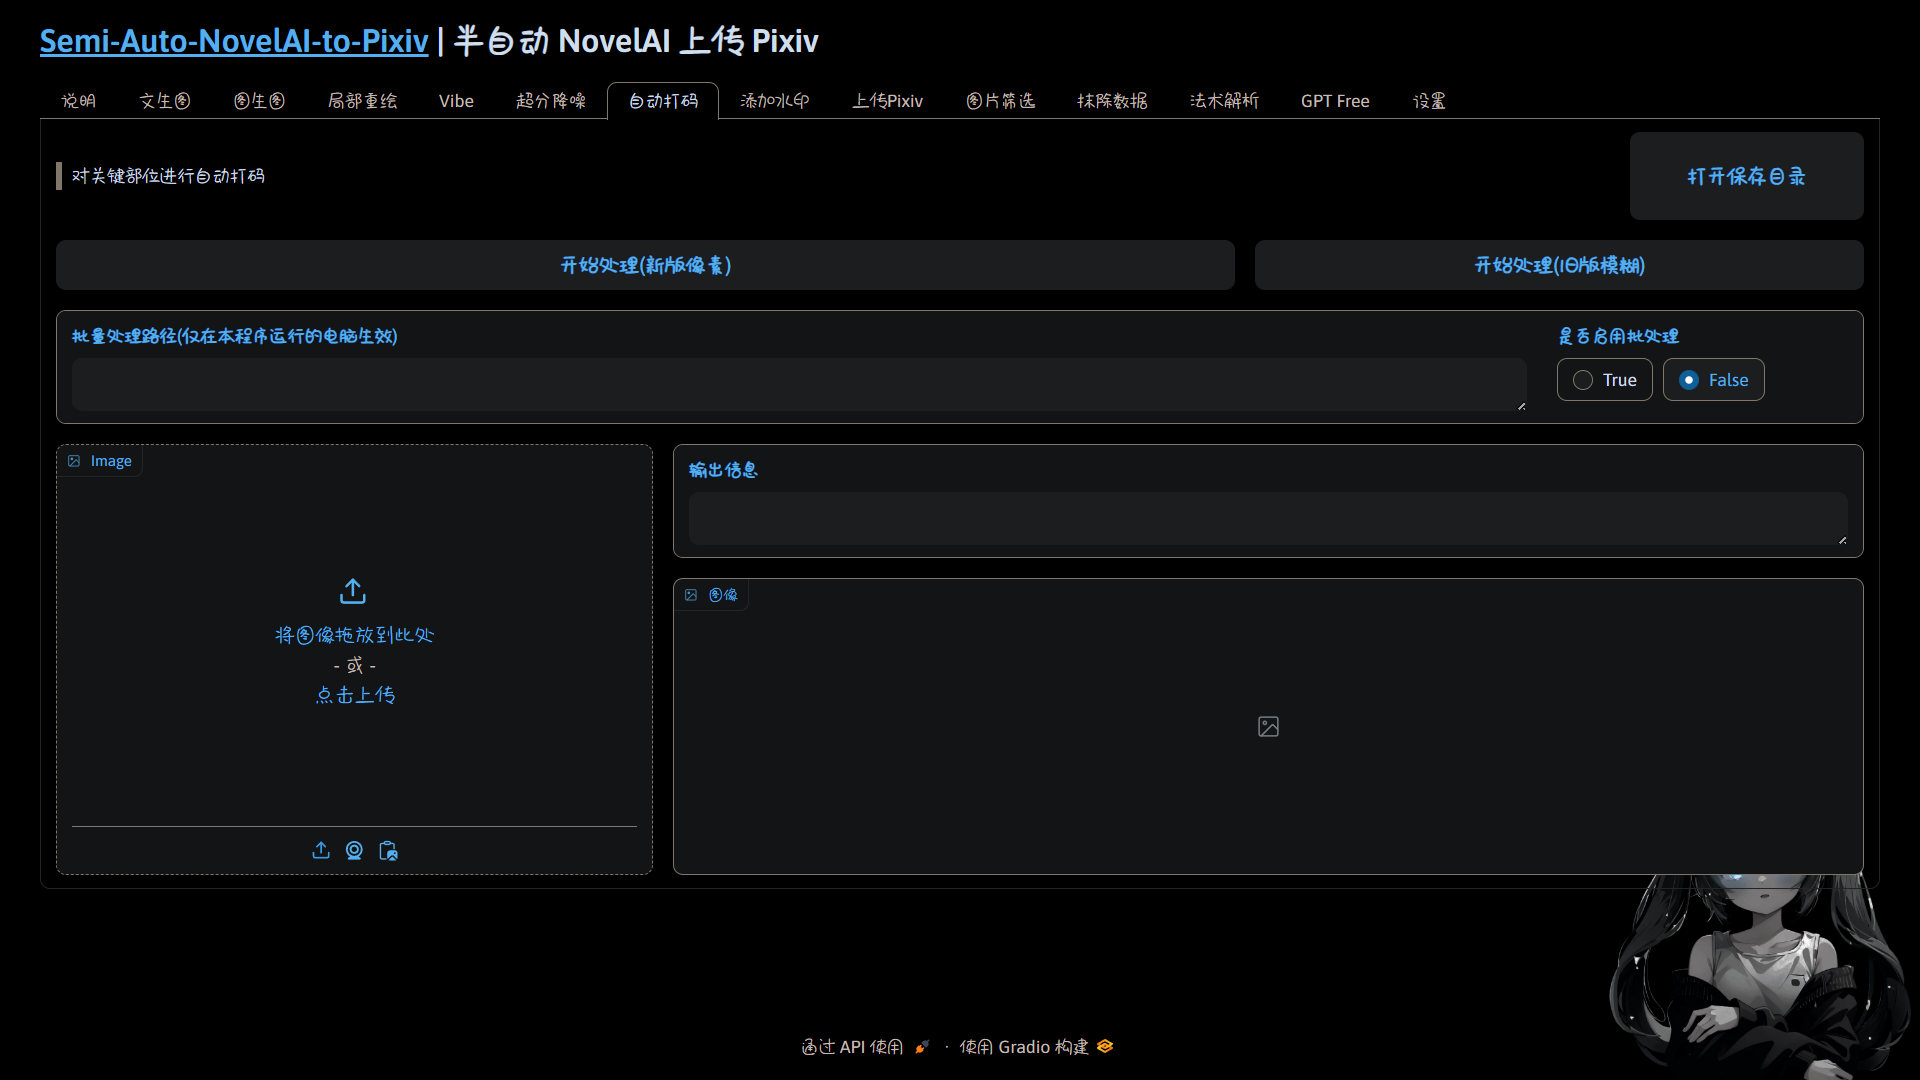 Semi-Auto-NovelAI-to-Pixiv | 半自动 NovelAI 上传 Pixiv
说明 文生图 图生图 局部重绘 Vibe 超分降噪 自动打码 添加水印 上传Pixiv 图片筛选 抹除数据 法术解析 GPT Free 设置
对关键部位进行自动打码
打开保存目录
开始处理(新版像素)
开始处理(旧版模糊)
批量处理路径(仅在本程序运行的电脑生效)
是否启用批处理
True
False
Image
将图像拖放到此处
- 或 -
点击上传
输出信息
图像
通过 API 使用 · 使用 Gradio 构建